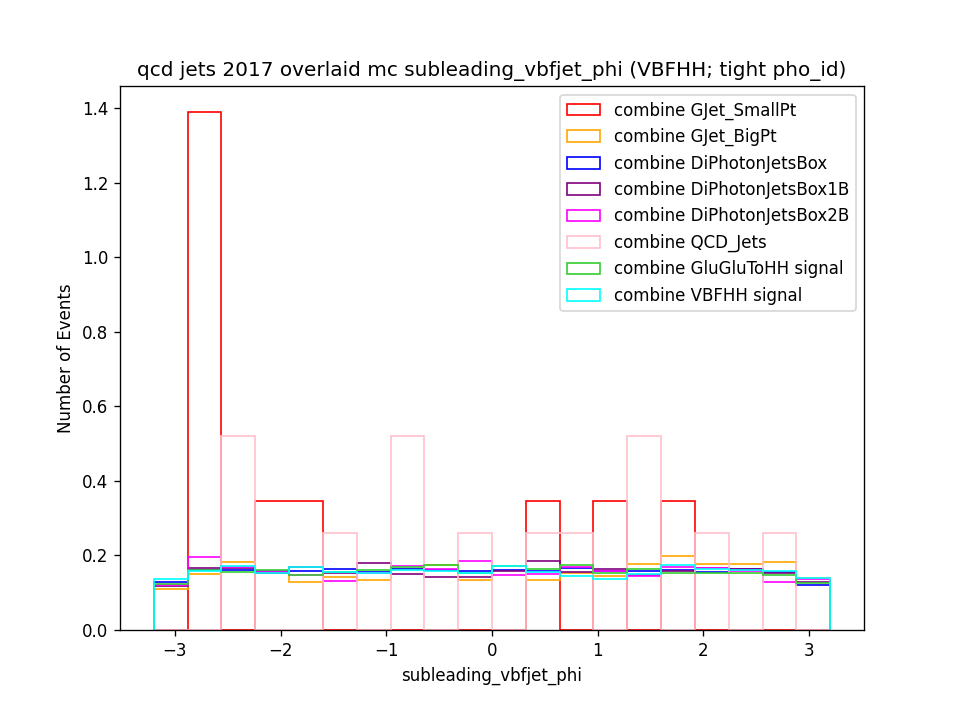 qcd jets 2017 overlaid mc subleading_vbfjet_phi (VBFHH; tight pho_id)
combine GJet_SmallPt
combine GJet_BigPt
combine DiPhotonJetsBox
combine DiPhotonJetsBox1B
combine DiPhotonJetsBox2B
combine QCD_Jets
combine GluGluToHH signal
combine VBFHH signal
Number of Events
1.4
1.2
1.0
0.8
0.6
0.4
0.2
0.0
−3 −2 −1 0 1 2 3
subleading_vbfjet_phi